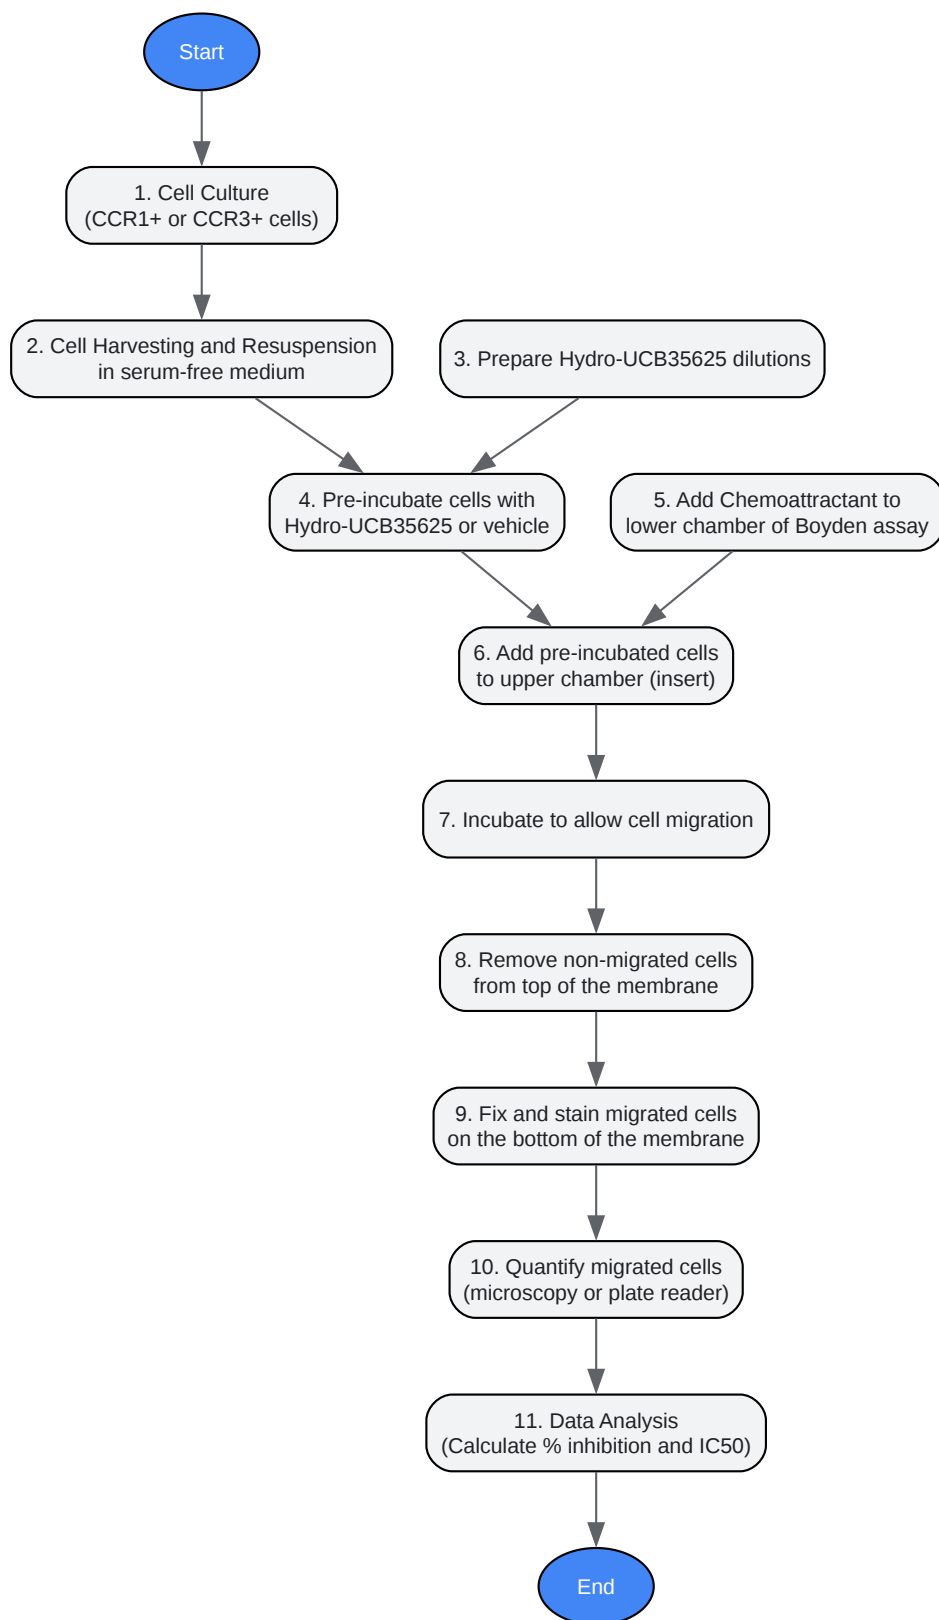 Start
1. Cell Culture
(CCR1+ or CCR3+ cells)
2. Cell Harvesting and Resuspension
in serum-free medium
3. Prepare Hydro-UCB35625 dilutions
4. Pre-incubate cells with
Hydro-UCB35625 or vehicle
5. Add Chemoattractant to
lower chamber of Boyden assay
6. Add pre-incubated cells
to upper chamber (insert)
7. Incubate to allow cell migration
8. Remove non-migrated cells
from top of the membrane
9. Fix and stain migrated cells
on the bottom of the membrane
10. Quantify migrated cells
(microscopy or plate reader)
11. Data Analysis
(Calculate % inhibition and IC50)
End